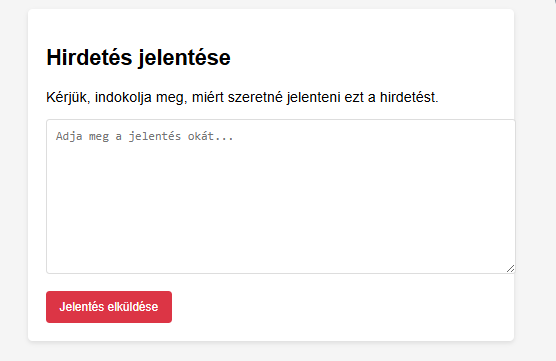 Hirdetés jelentése
Kérjük, indokolja meg, miért szeretné jelenteni ezt a hirdetést.
Adja meg a jelentés okát...
Jelentés elküldése